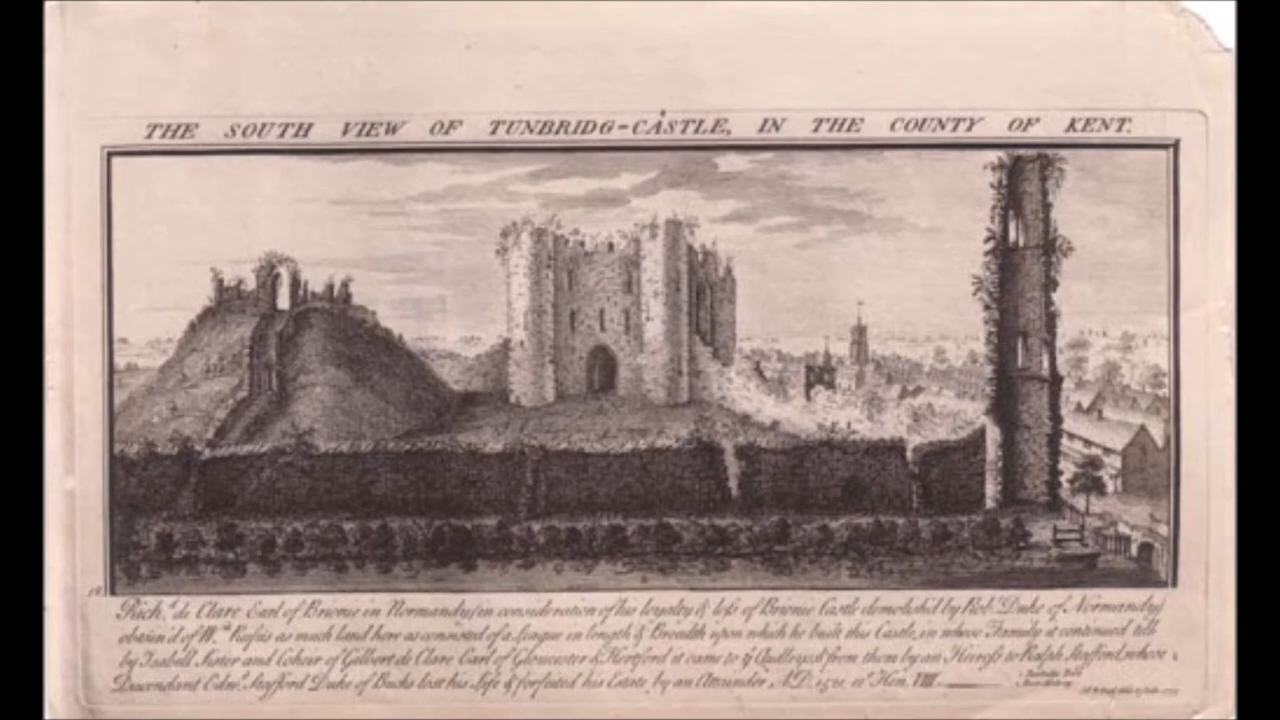 THE SOUTH VIEW OF TUNBRIDG-CASTLE, IN THE COUNTY OF KENT.
Rich.d de Clare Earl of Brionie in Normandy, in consideration of his loyalty & loss of Brionie Castle demolish'd by Rob.t Duke of Normandy,
obtain'd of W.m Rufus as much land here as consisted of a League in length & Breadth upon which he built this Castle, in whose Family it continued till
by Isabell Sister and Coheir of Gilbert de Clare Earl of Gloucester & Hertford it came to ye Audleys, & from them by an Heiress to Ralph Stafford, whose
Descendant Edw.d Stafford Duke of Bucks lost his Life & forfeited his Estate by an Attainder A.D. 1521. Hen. VIII.